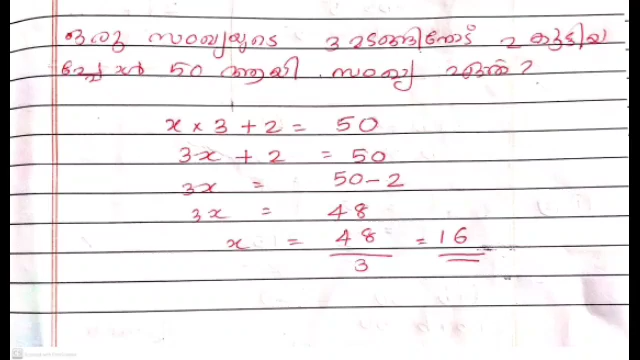 ഒരു സംഖ്യയുടെ 3 മടങ്ങിനോട് 2 കൂട്ടിയ
പ്പോൾ 50 ആയി. സംഖ്യ ഏത്?
x × 3 + 2 = 50
3x + 2 = 50
3x = 50 - 2
3x = 48
x = 48/3 = 16